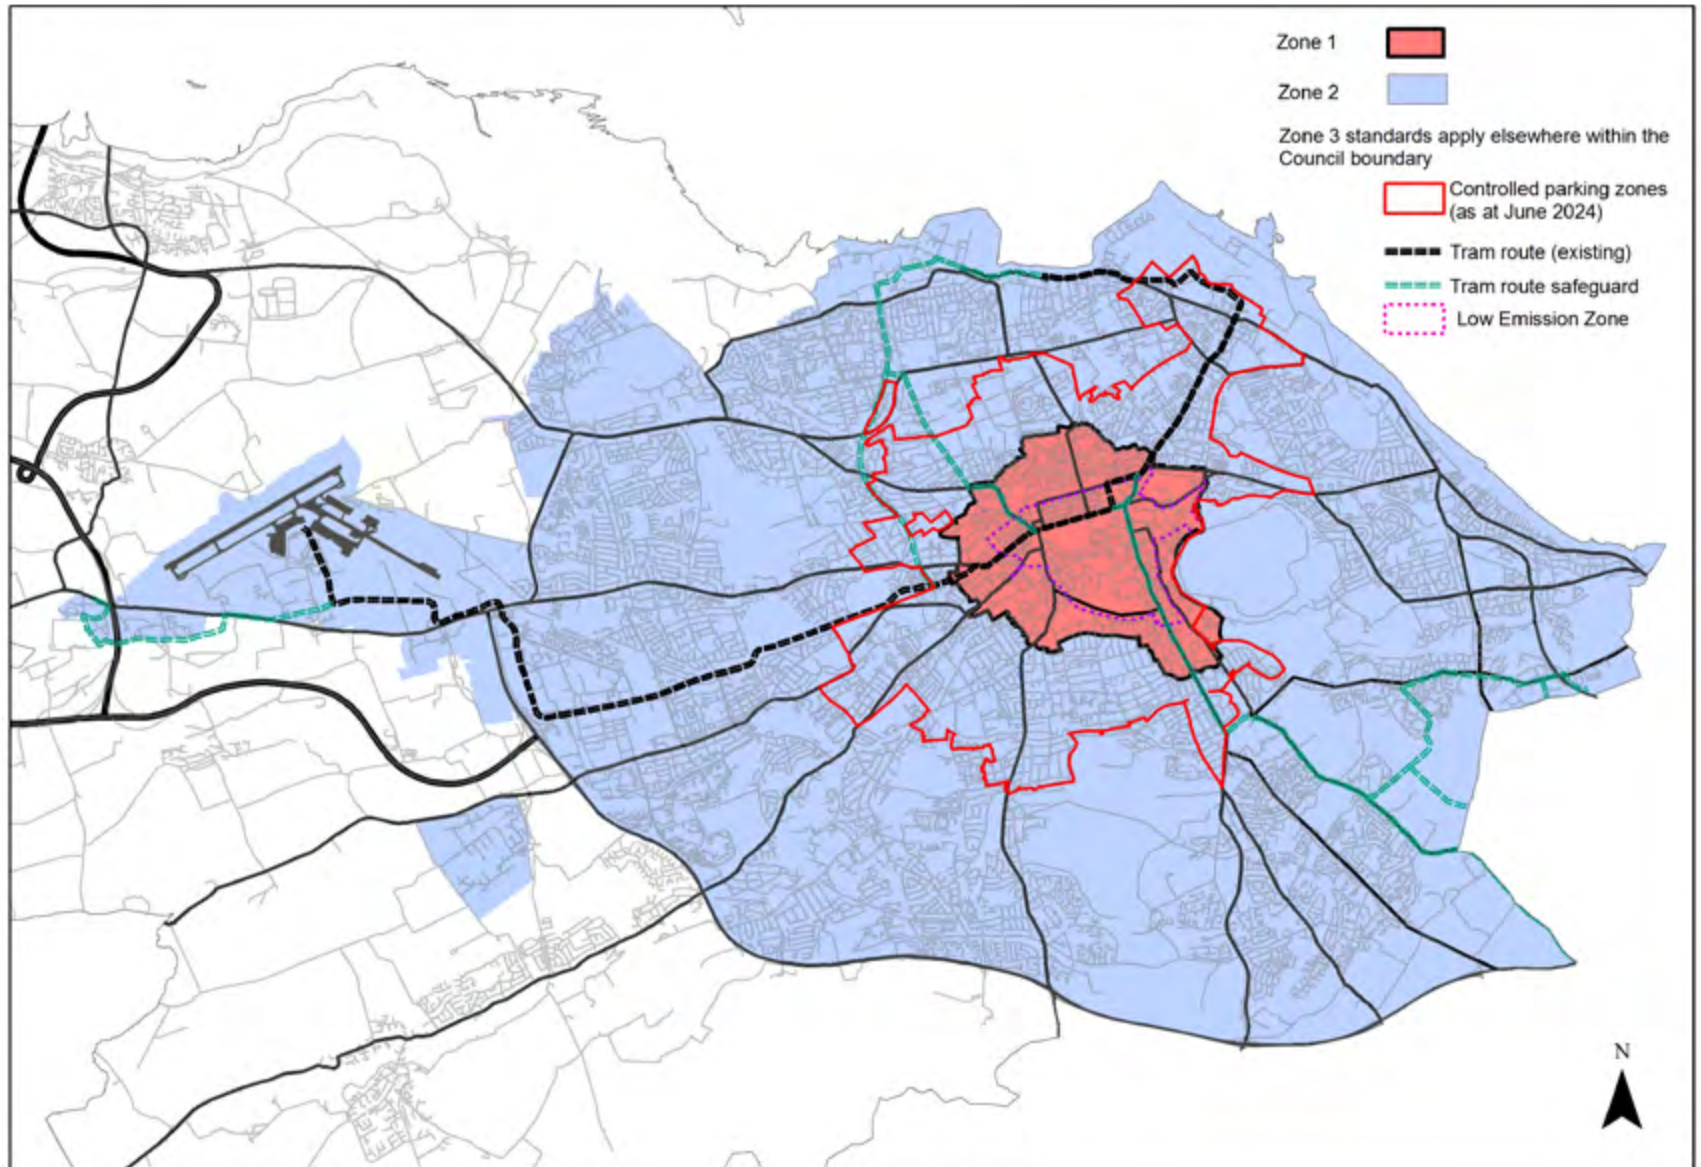 Zone 1
Zone 2
Zone 3 standards apply elsewhere within the
Council boundary
Controlled parking zones
(as at June 2024)
Tram route (existing)
Tram route safeguard
Low Emission Zone
N